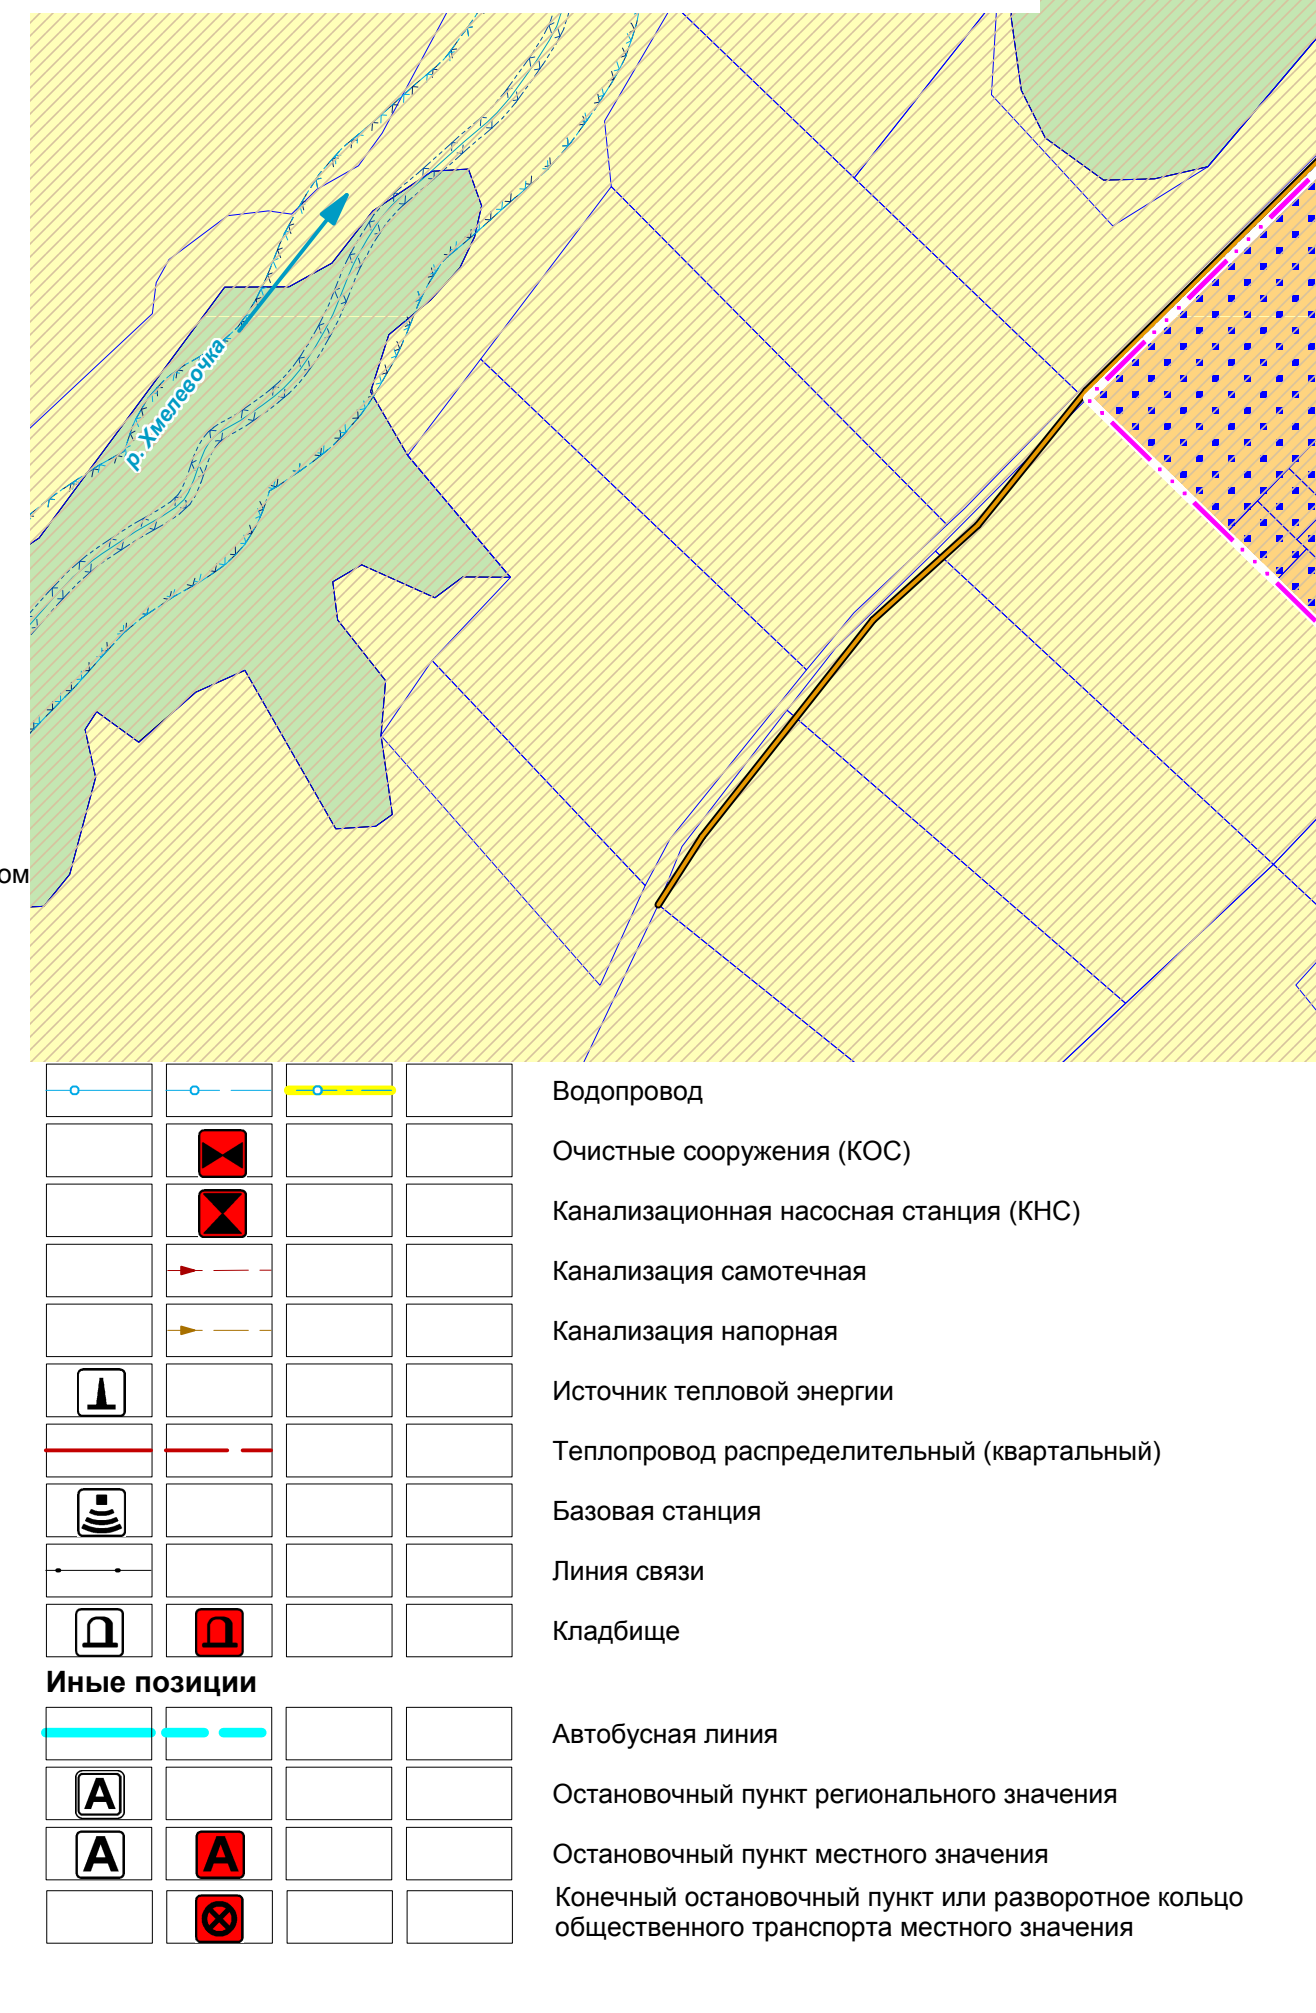 р. Хмелевочка
ом
Водопровод
Очистные сооружения (КОС)
Канализационная насосная станция (КНС)
Канализация самотечная
Канализация напорная
Источник тепловой энергии
Теплопровод распределительный (квартальный)
Базовая станция
Линия связи
Кладбище
Иные позиции
Автобусная линия
А
Остановочный пункт регионального значения
А А
Остановочный пункт местного значения
Конечный остановочный пункт или разворотное кольцо
общественного транспорта местного значения